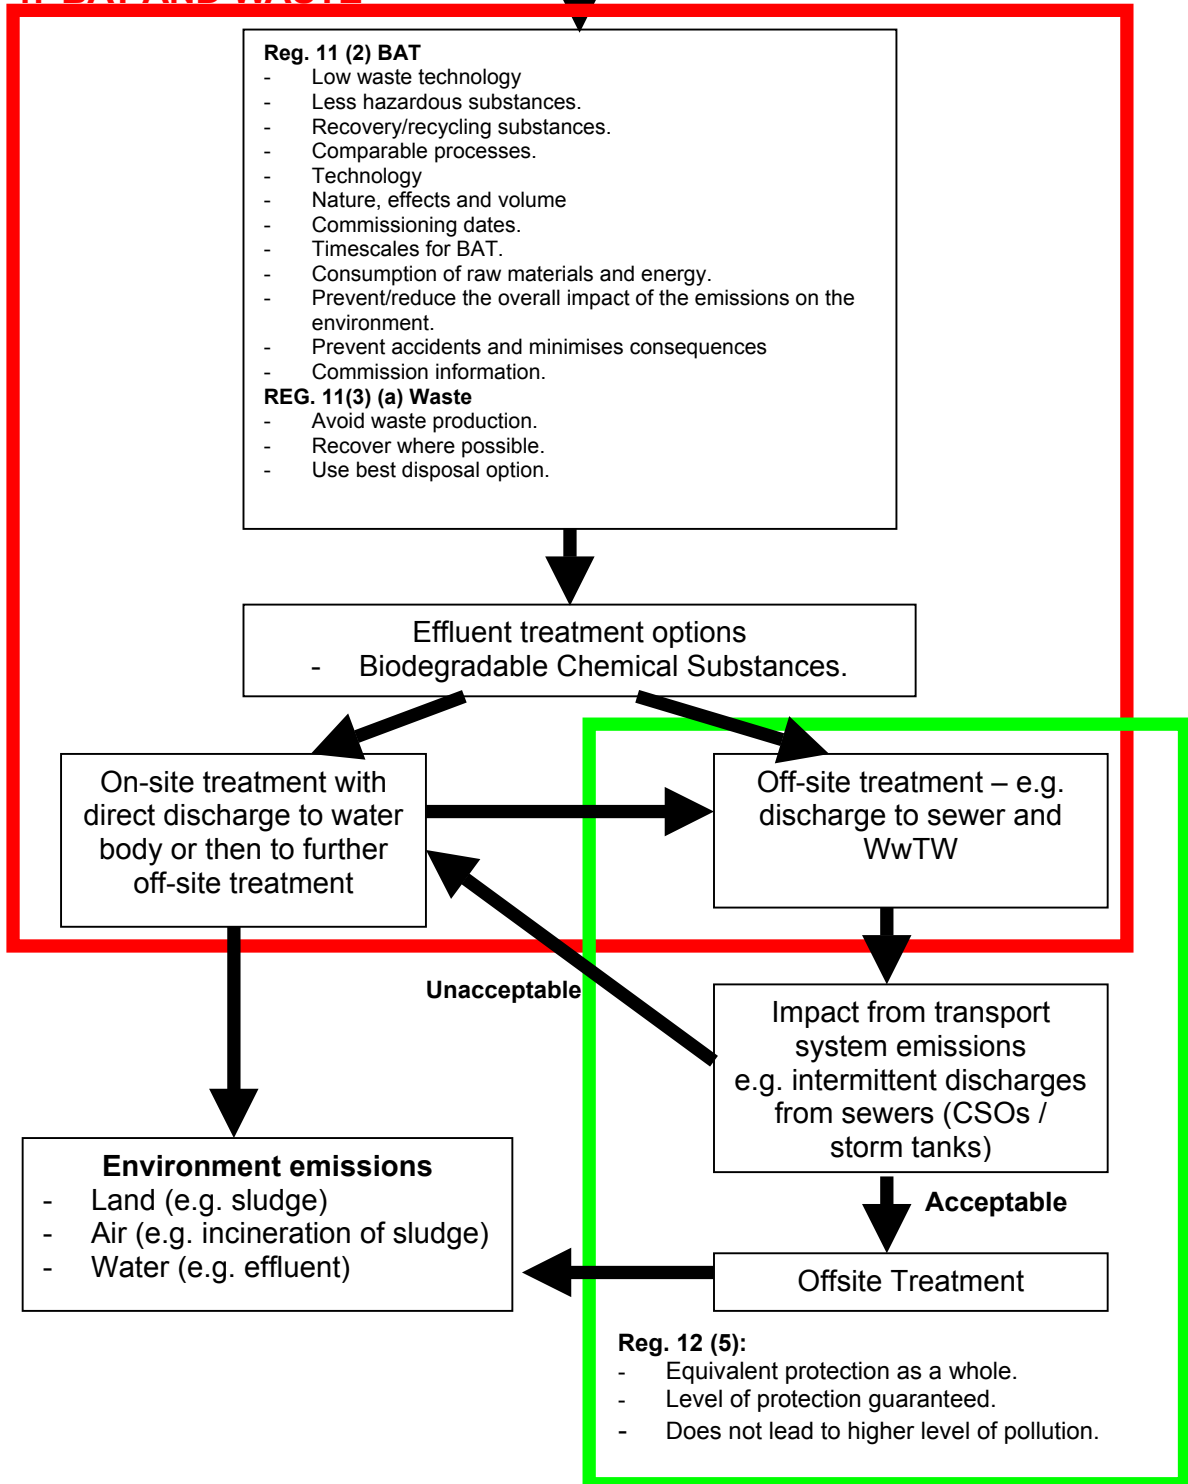 BAT AND WASTE
Reg. 11 (2) BAT
- Low waste technology
- Less hazardous substances.
- Recovery/recycling substances.
- Comparable processes.
- Technology
- Nature, effects and volume
- Commissioning dates.
- Timescales for BAT.
- Consumption of raw materials and energy.
- Prevent/reduce the overall impact of the emissions on the
environment.
- Prevent accidents and minimises consequences
- Commission information.
REG. 11(3) (a) Waste
- Avoid waste production.
- Recover where possible.
- Use best disposal option.
Effluent treatment options
- Biodegradable Chemical Substances.
On-site treatment with
direct discharge to water
body or then to further
off-site treatment
Off-site treatment – e.g.
discharge to sewer and
WwTW
Unacceptable
Impact from transport
system emissions
e.g. intermittent discharges
from sewers (CSOs /
storm tanks)
Acceptable
Environment emissions
- Land (e.g. sludge)
- Air (e.g. incineration of sludge)
- Water (e.g. effluent)
Offsite Treatment
Reg. 12 (5):
- Equivalent protection as a whole.
- Level of protection guaranteed.
- Does not lead to higher level of pollution.